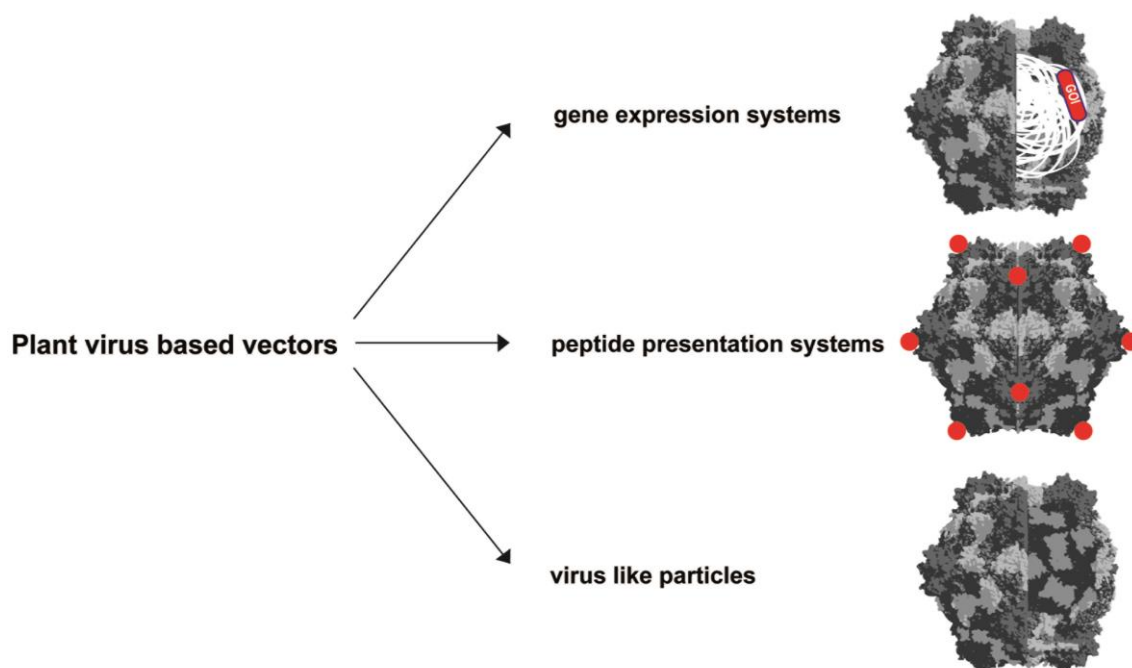 gene expression systems
GOI
Plant virus based vectors
peptide presentation systems
virus like particles